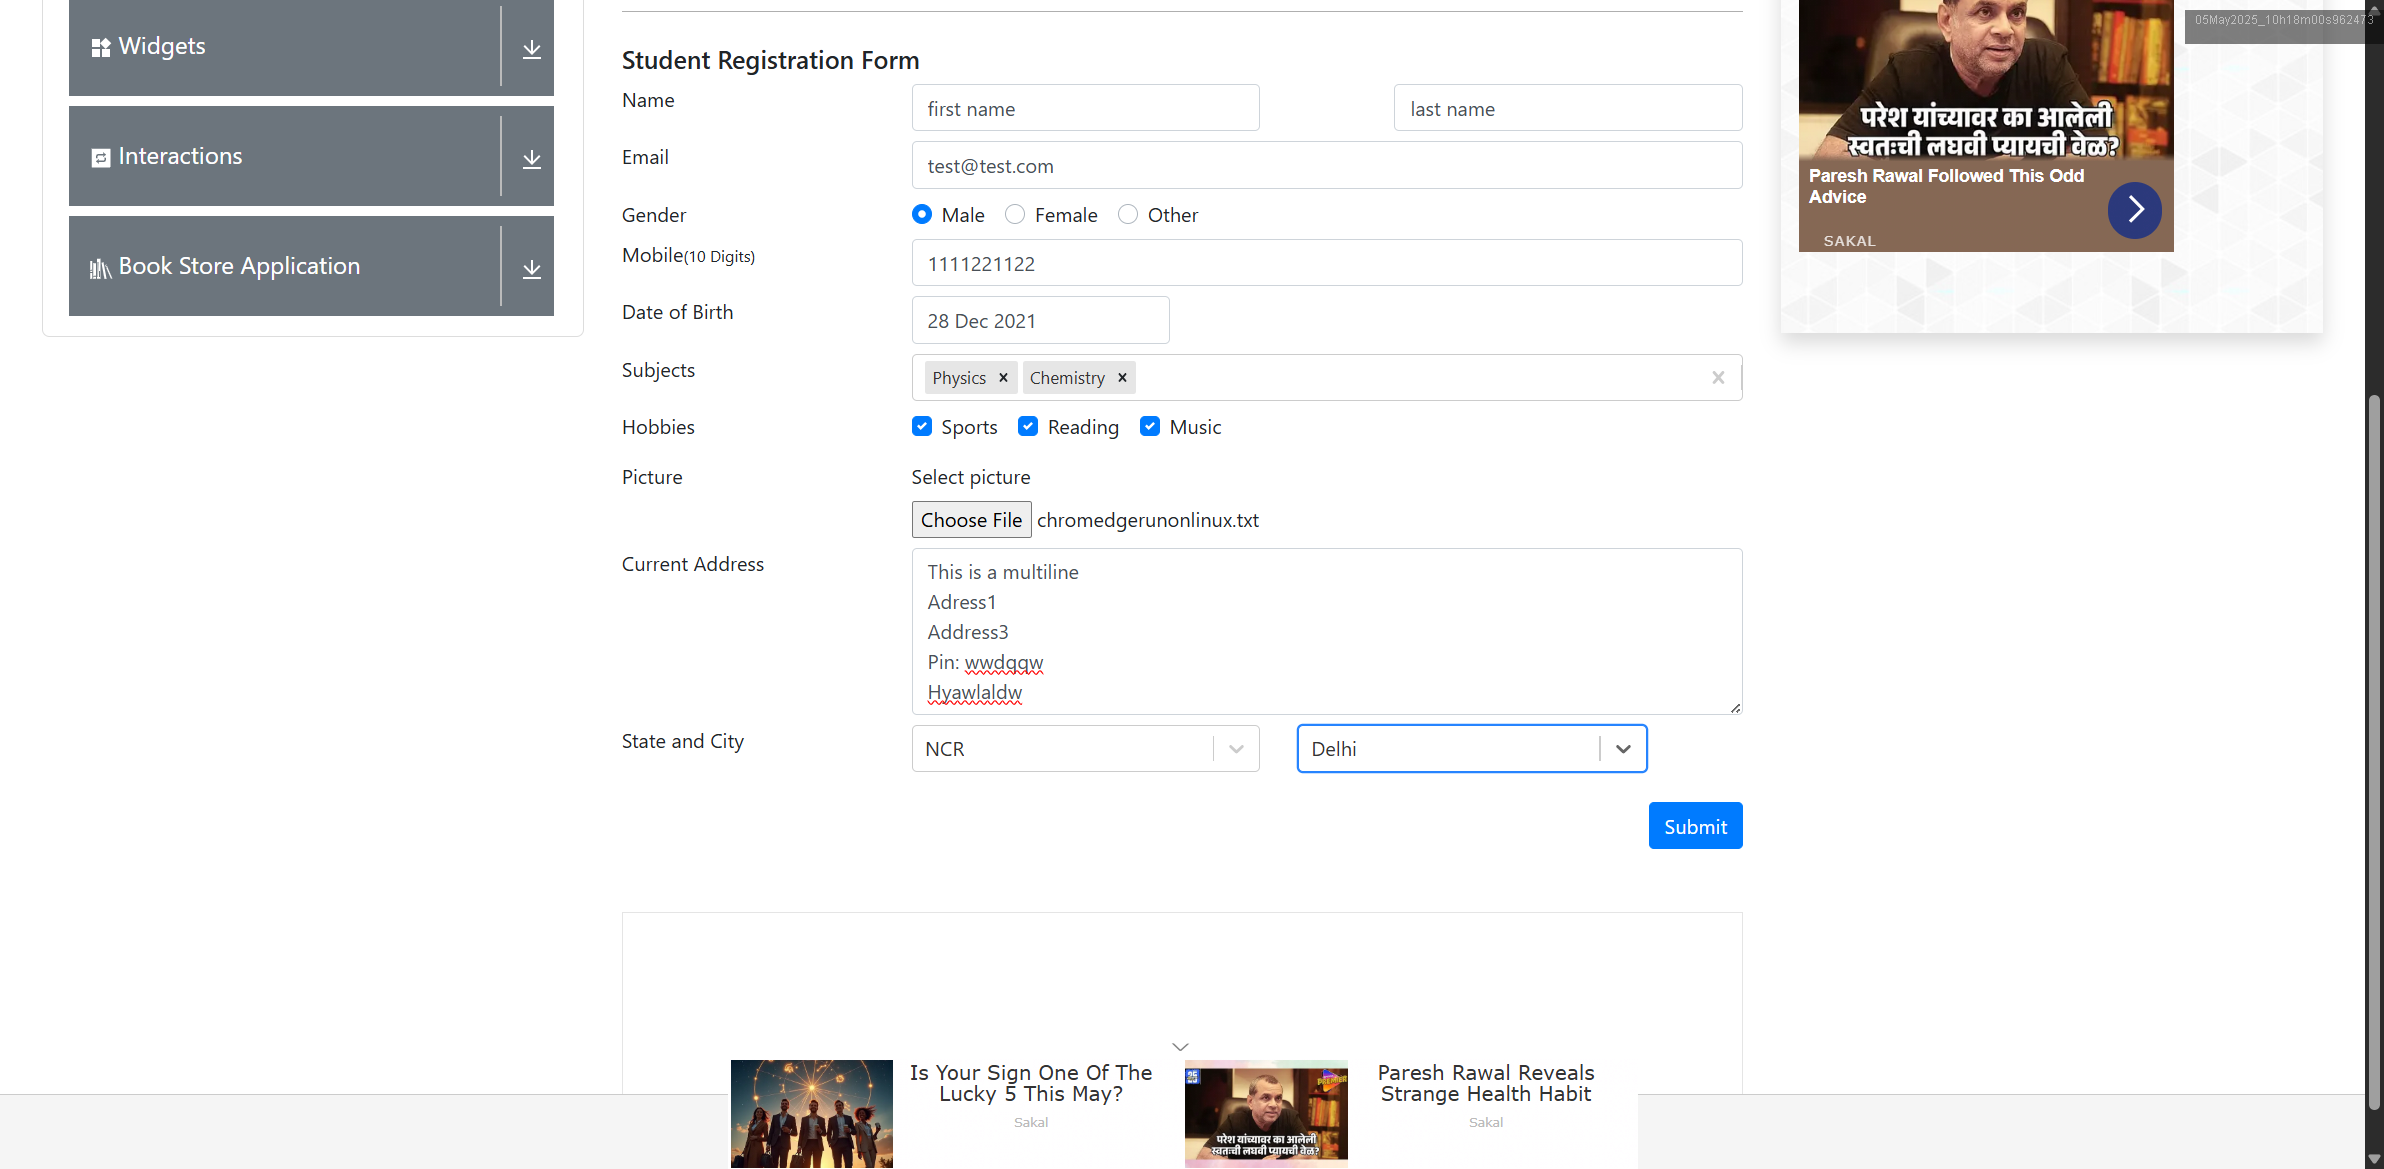 Widgets
Interactions
Book Store Application
Student Registration Form
Name
first name
last name
Email
test@test.com
Gender
Male
Female
Other
Mobile(10 Digits)
1111221122
Date of Birth
28 Dec 2021
Subjects
Physics
Chemistry
Hobbies
Sports
Reading
Music
Picture
Select picture
Choose File chromedgerunonlinux.txt
Current Address
This is a multiline
Adress1
Address3
Pin: wwdqqw
Hyawlaldw
State and City
NCR
Delhi
Submit
05May2025_10h18m00s962473
परेश यांच्यावर का आलेली
स्वतःची लघवी प्यायची वेळ?
Paresh Rawal Followed This Odd
Advice
SAKAL
Is Your Sign One Of The
Lucky 5 This May?
Sakal
PREMIER
परेश यांच्यावर का आलेली
स्वतःची लघवी प्यायची वेळ?
Paresh Rawal Reveals
Strange Health Habit
Sakal